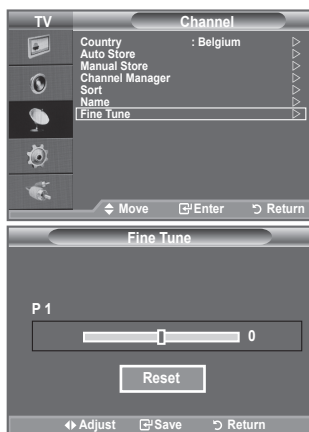 TV Channel
Country : Belgium
Auto Store
Manual Store
Channel Manager
Sort
Name
Fine Tune
Move Enter Return
Fine Tune
P 1
0
Reset
Adjust Save Return